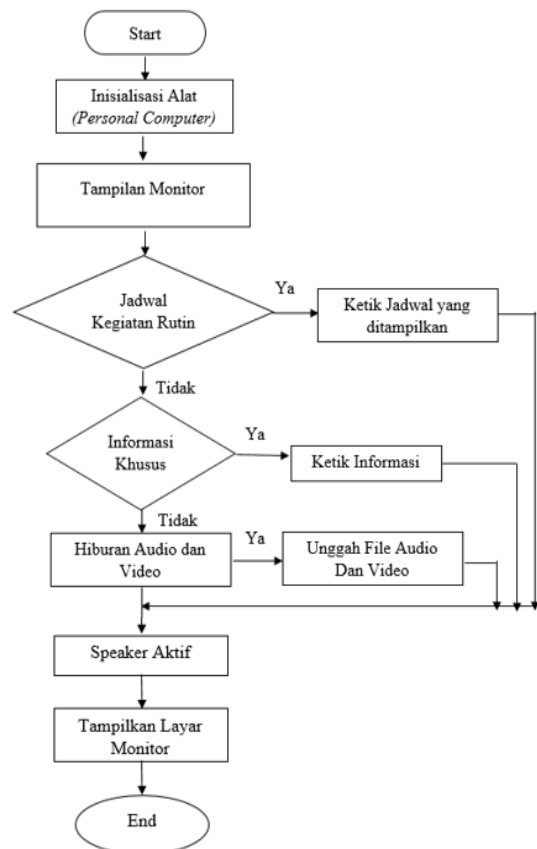 Start
Inisialisasi Alat
(Personal Computer)
Tampilan Monitor
Jadwal
Kegiatan Rutin
Ya
Ketik Jadwal yang
ditampilkan
Tidak
Informasi
Khusus
Ya
Ketik Informasi
Tidak
Hiburan Audio dan
Video
Ya
Unggah File Audio
Dan Video
Speaker Aktif
Tampilkan Layar
Monitor
End